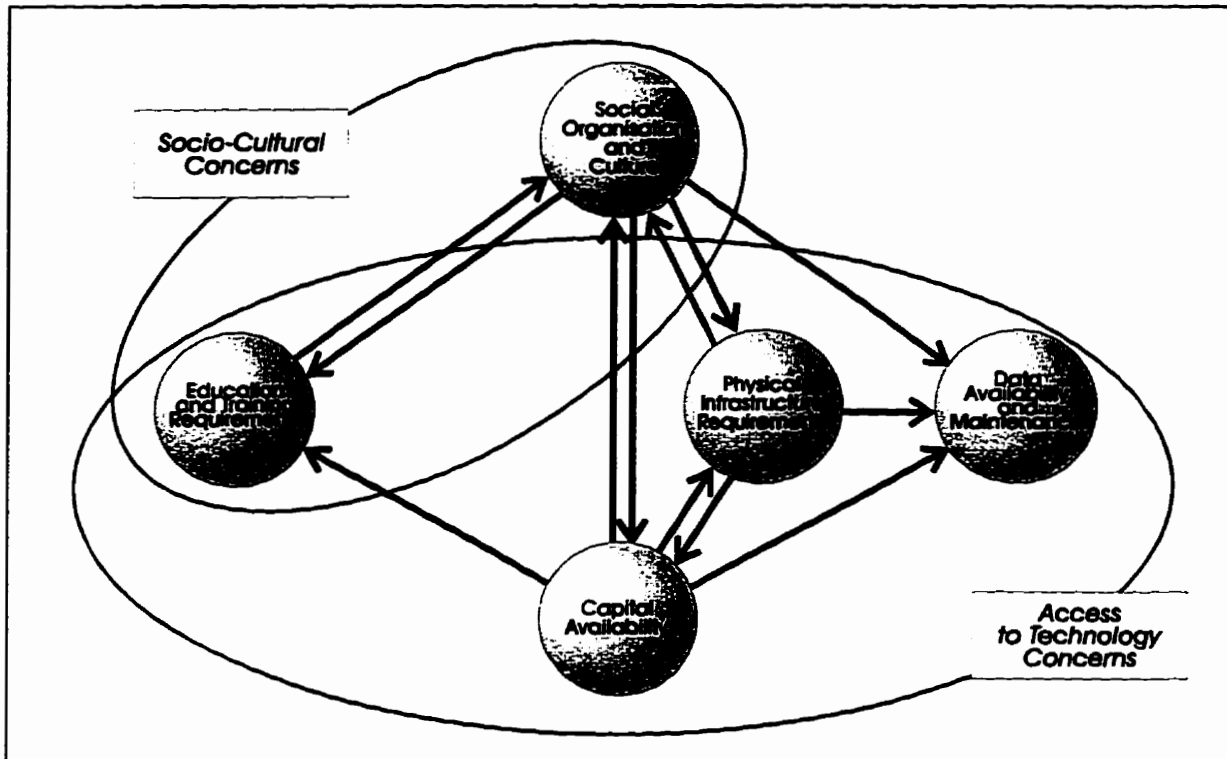 Social
Organisation
and
Culture
Socio-Cultural
Concerns
Education
and Training
Requirements
Physical
Infrastructure
Requirements
Data
Availability
and
Maintenance
Capital
Availability
Access
to Technology
Concerns